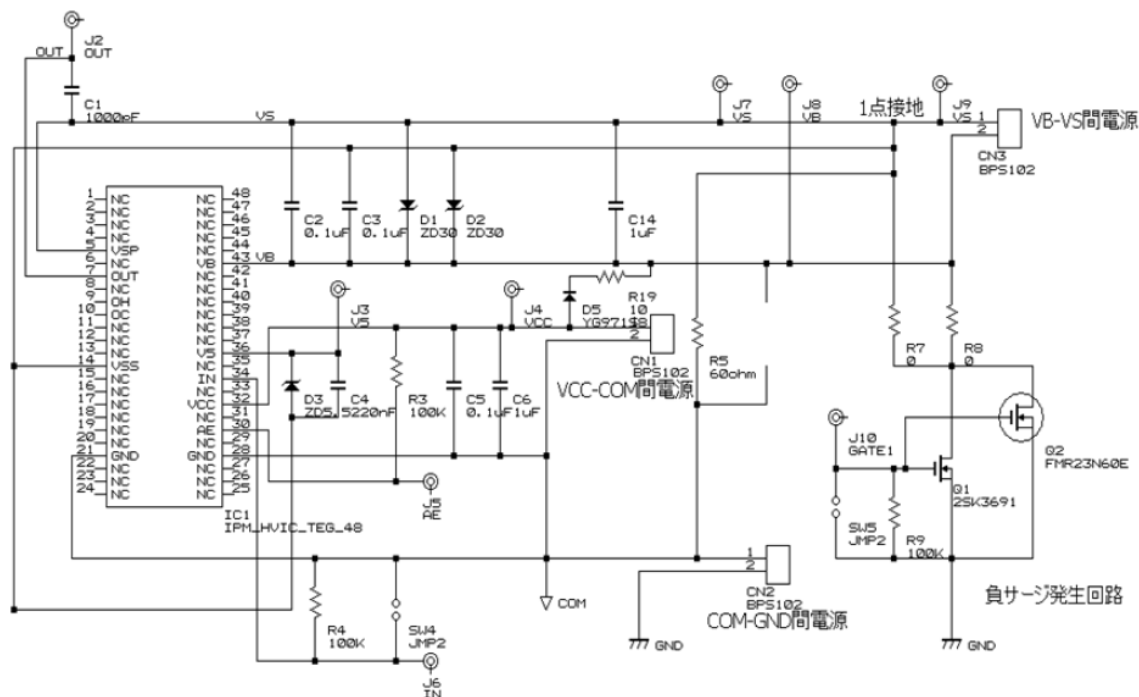 J2
OUT
OUT
C1
1000pF
VS
J7
VS
J8
VB
1点接地
J9
VS
1
2
CN3
BPS102
VB-VS間電源
1 NC
2 NC
3 NC
4 NC
5 VSP
6 NC
7 OUT
8 NC
9 OH
10 OC
11 NC
12 NC
13 NC
14 VSS
15 NC
16 NC
17 NC
18 NC
19 NC
20 NC
21 GND
22 NC
23 NC
24 NC
NC 48
NC 47
NC 46
NC 45
NC 44
VB 43
NC 42
NC 41
NC 40
NC 39
NC 38
NC 37
V5 36
NC 35
IN 34
NC 33
VCC 32
NC 31
AE 30
NC 29
GND 28
NC 27
NC 26
NC 25
IC1
IPM_HVIC_TEG_48
VB
C2
0.1uF
C3
0.1uF
D1
ZD30
D2
ZD30
C14
1uF
J3
V5
J4
VCC
D5
YG971S
R19
10
2
CN1
BPS102
VCC-COM間電源
D3
ZD5.5
C4
220nF
R3
100K
C5
0.1uF
C6
1uF
J5
AE
R5
60ohm
R7
0
R8
0
J10
GATE1
Q2
FMR23N60E
Q1
2SK3691
SW5
JMP2
R9
100K
1
2
CN2
BPS102
COM-GND間電源
COM
GND
GND
負サージ発生回路
R4
100K
SW4
JMP2
J6
IN